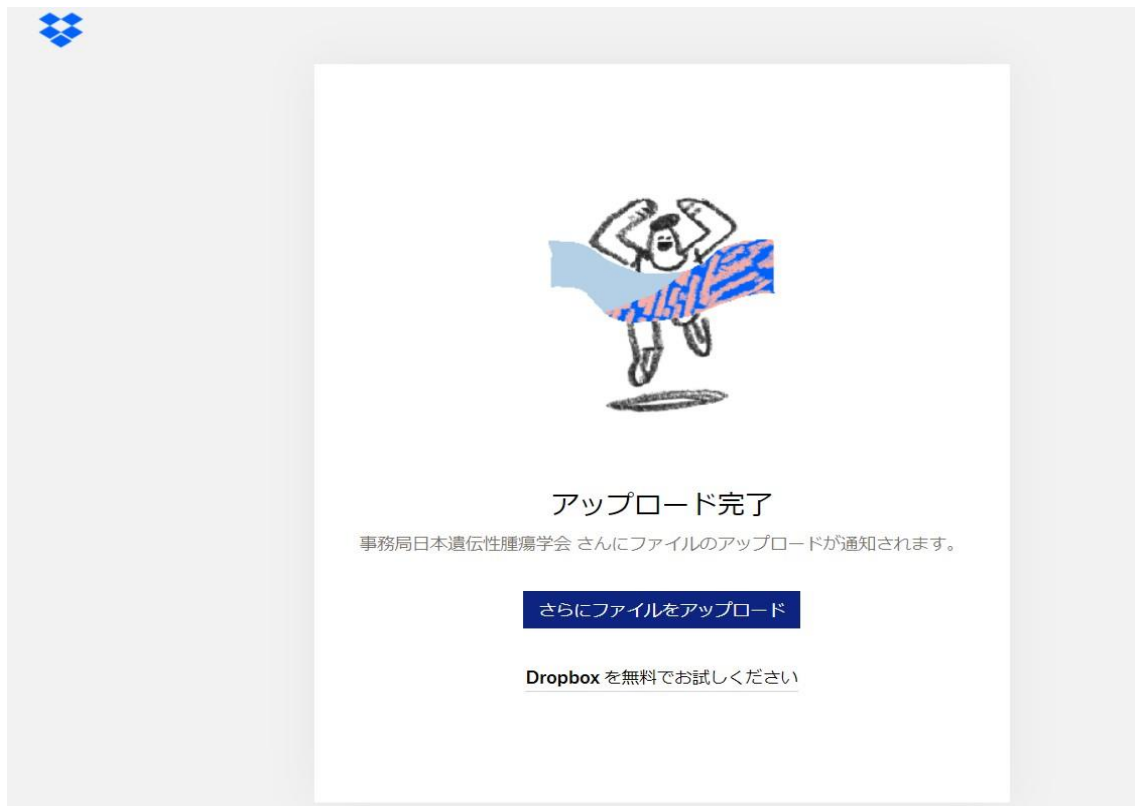 アップロード完了
事務局日本遺伝性腫瘍学会 さんにファイルのアップロードが通知されます。
さらにファイルをアップロード
Dropbox を無料でお試しください